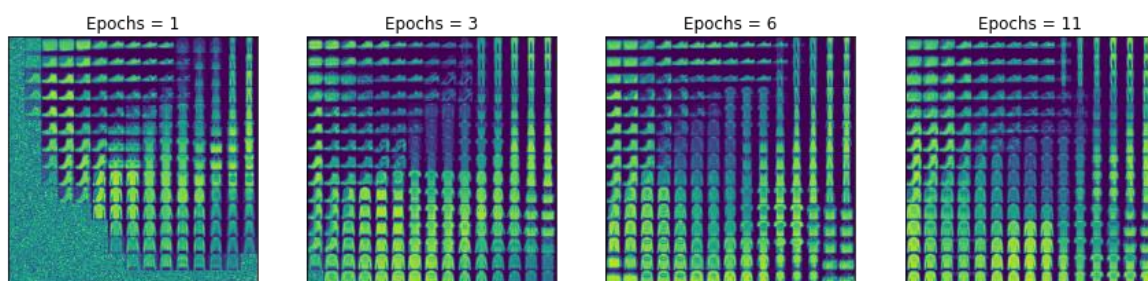 Epochs = 1
Epochs = 3
Epochs = 6
Epochs = 11